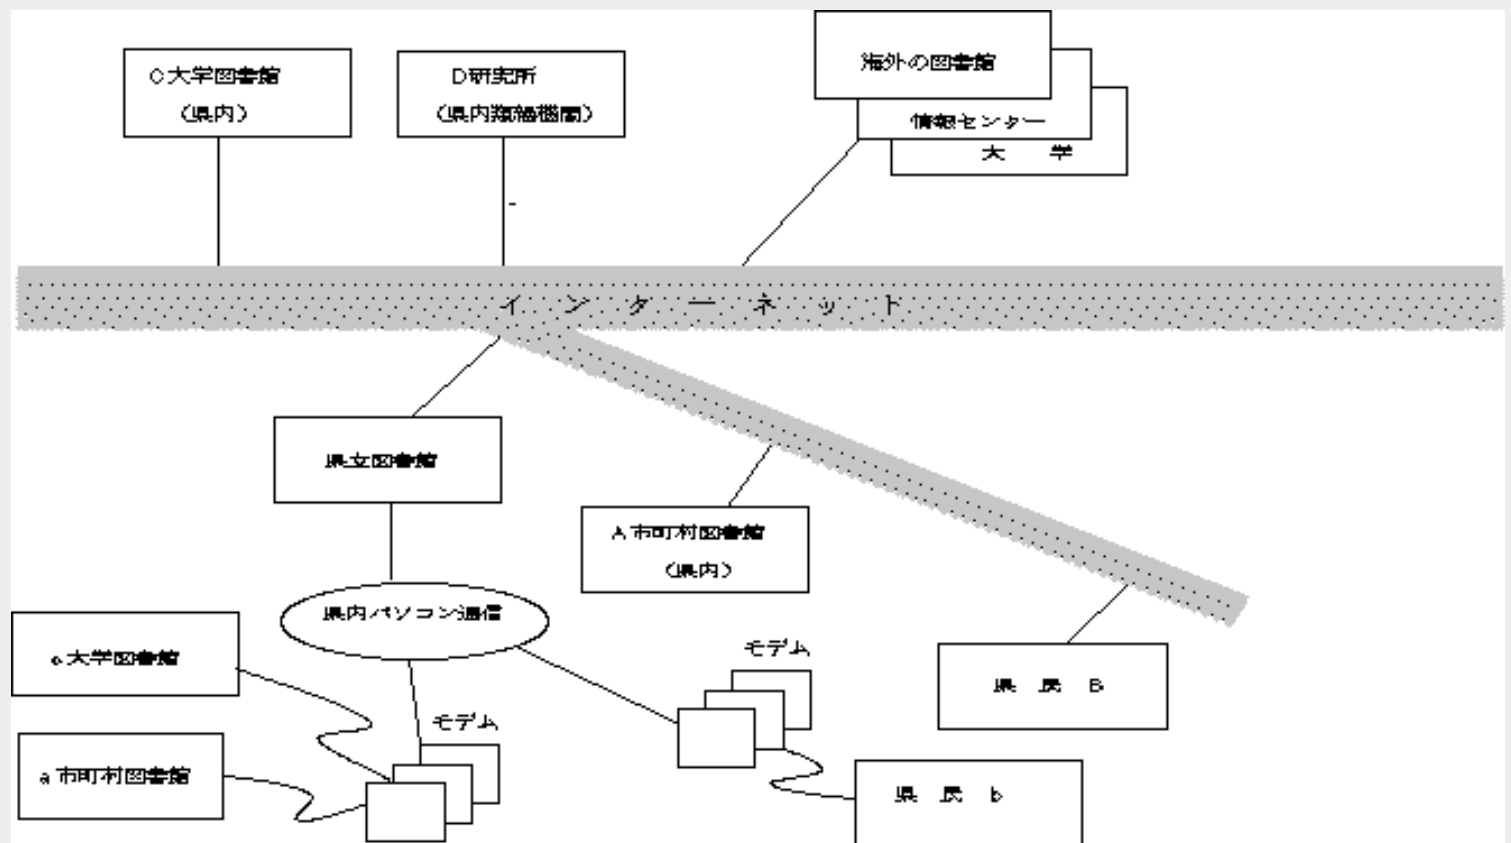 C大学図書館
（県内）
D研究所
（県内類縁機関）
海外の図書館
情報センター
大　学
インターネット
県立図書館
A市町村図書館
（県内）
県内パソコン通信
c大学図書館
モデム
県　民　B
モデム
a市町村図書館
県　民　b